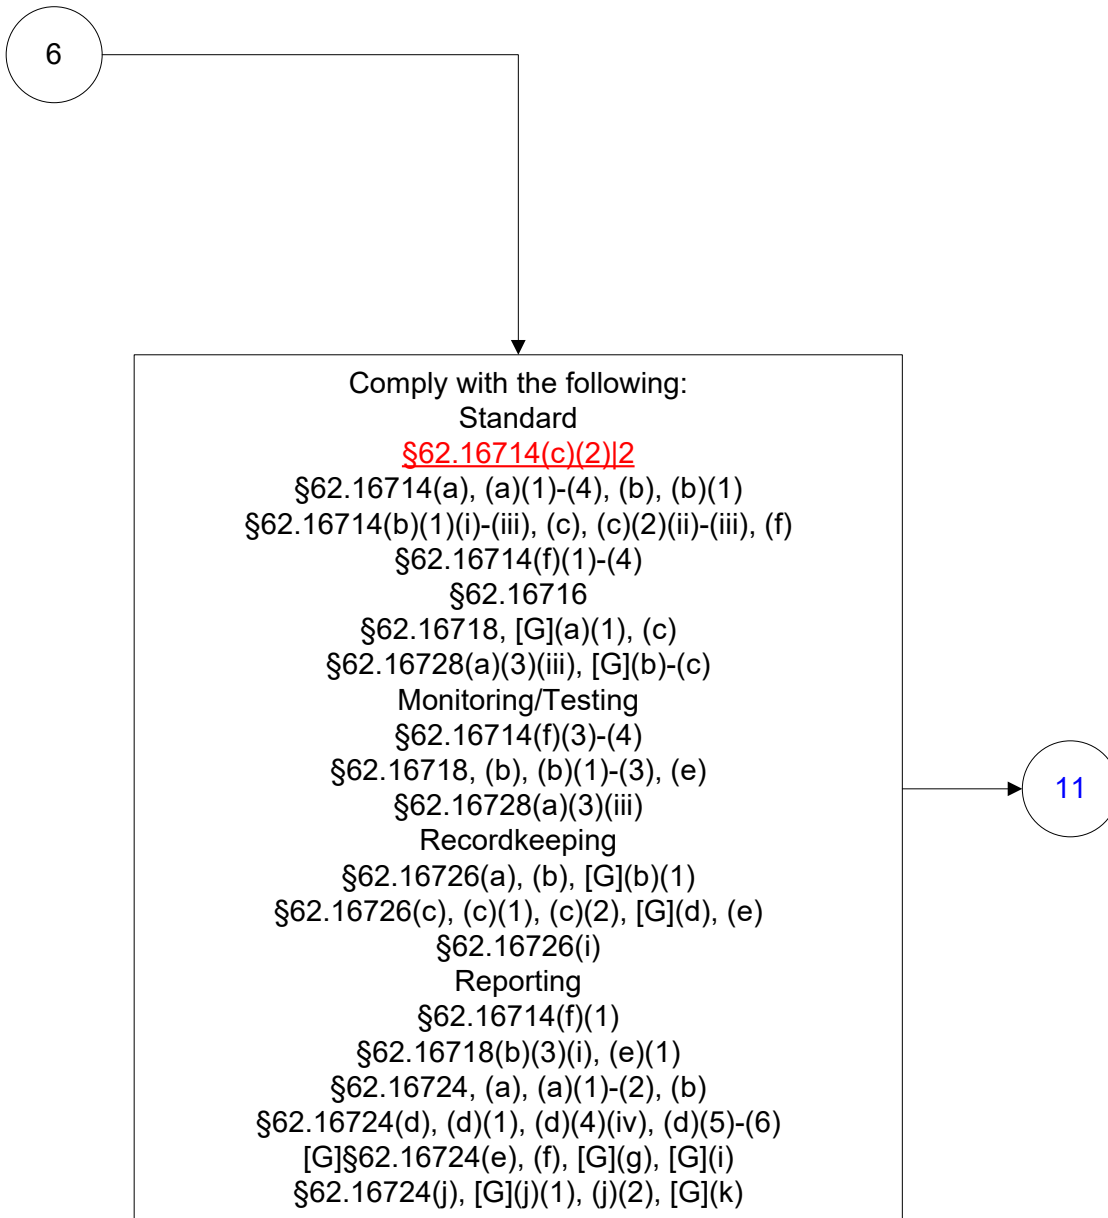 6
Comply with the following:
Standard
§62.16714(c)(2)|2
§62.16714(a), (a)(1)-(4), (b), (b)(1)
§62.16714(b)(1)(i)-(iii), (c), (c)(2)(ii)-(iii), (f)
§62.16714(f)(1)-(4)
§62.16716
§62.16718, [G](a)(1), (c)
§62.16728(a)(3)(iii), [G](b)-(c)
Monitoring/Testing
§62.16714(f)(3)-(4)
§62.16718, (b), (b)(1)-(3), (e)
§62.16728(a)(3)(iii)
Recordkeeping
§62.16726(a), (b), [G](b)(1)
§62.16726(c), (c)(1), (c)(2), [G](d), (e)
§62.16726(i)
Reporting
§62.16714(f)(1)
§62.16718(b)(3)(i), (e)(1)
§62.16724, (a), (a)(1)-(2), (b)
§62.16724(d), (d)(1), (d)(4)(iv), (d)(5)-(6)
[G]§62.16724(e), (f), [G](g), [G](i)
§62.16724(j), [G](j)(1), (j)(2), [G](k)
11